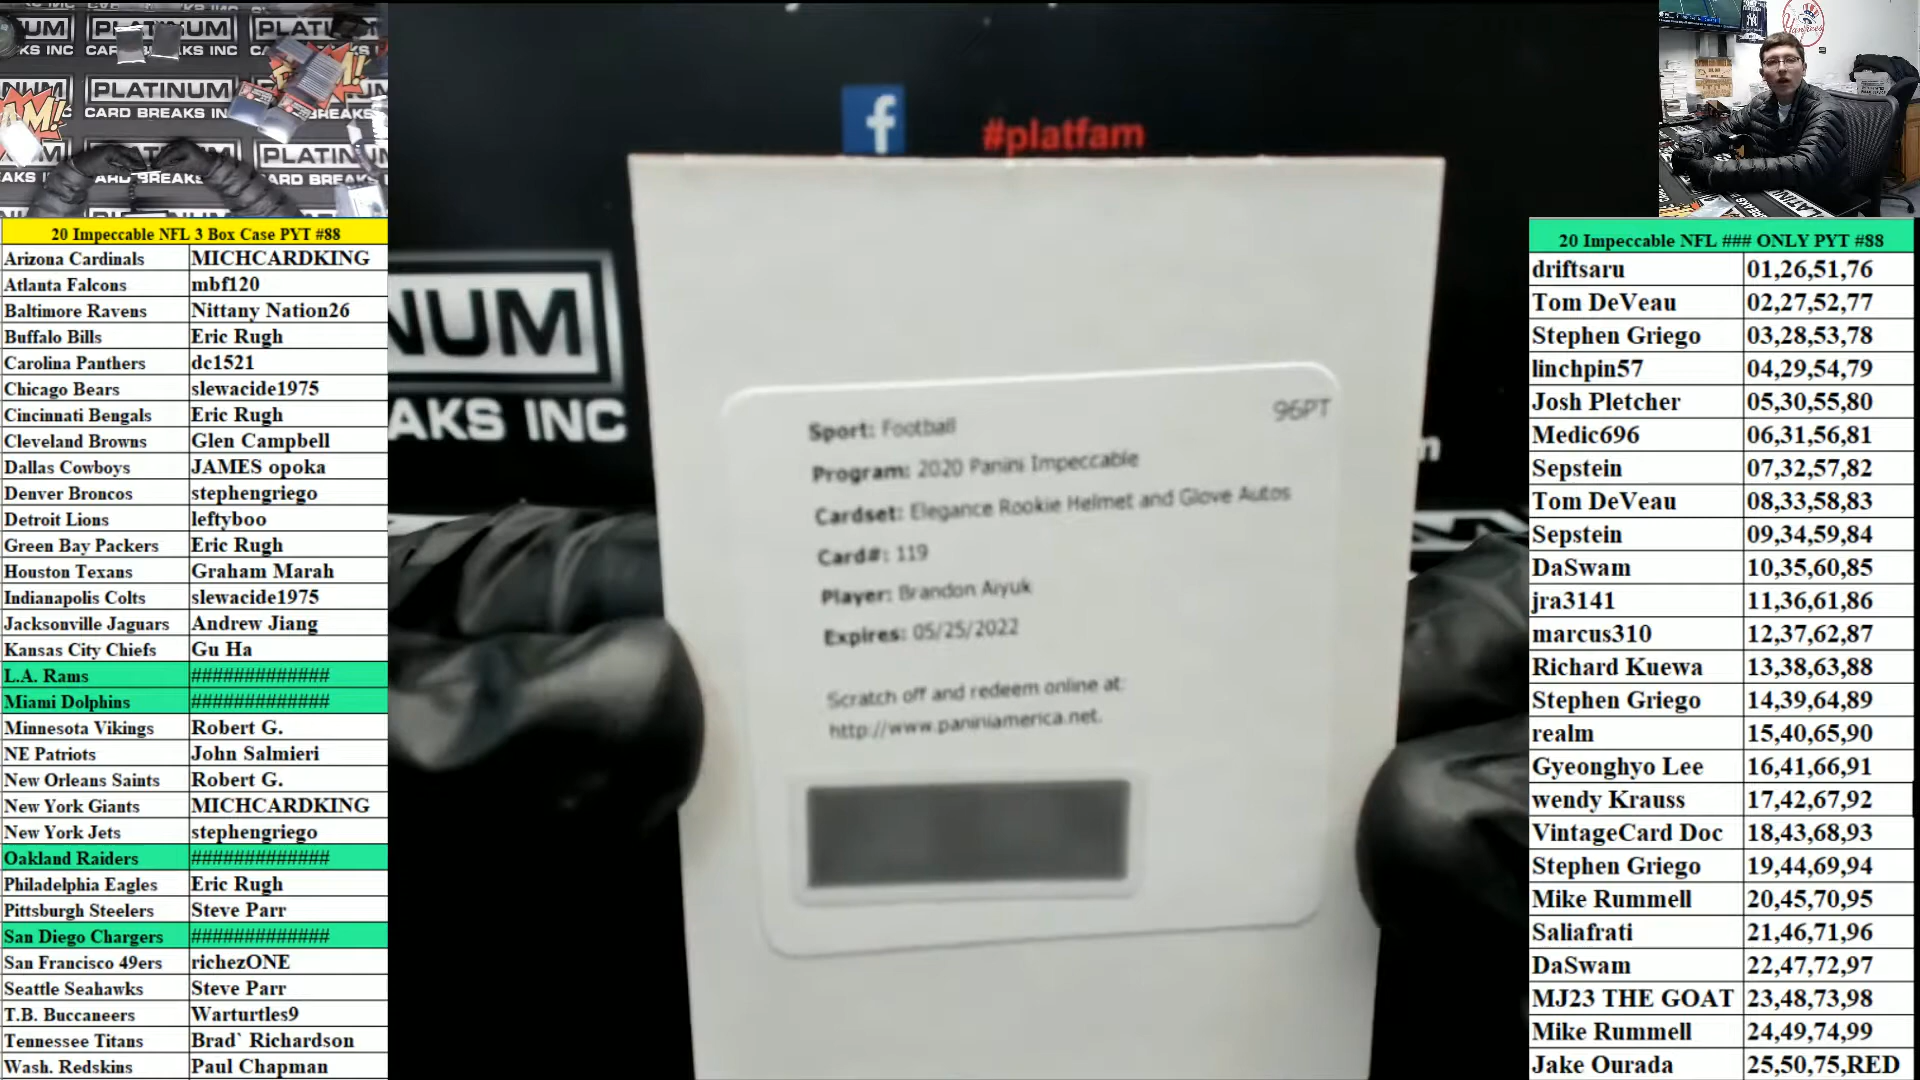 PLATINUM
CARD BREAKS INC
#platfam
NUM
AKS INC
20 Impeccable NFL 3 Box Case PYT #88
Arizona Cardinals MICHCARDKING
Atlanta Falcons mbf120
Baltimore Ravens Nittany Nation26
Buffalo Bills Eric Rugh
Carolina Panthers dc1521
Chicago Bears slewacide1975
Cincinnati Bengals Eric Rugh
Cleveland Browns Glen Campbell
Dallas Cowboys JAMES opoka
Denver Broncos stephengriego
Detroit Lions leftyboo
Green Bay Packers Eric Rugh
Houston Texans Graham Marah
Indianapolis Colts slewacide1975
Jacksonville Jaguars Andrew Jiang
Kansas City Chiefs Gu Ha
L.A. Rams #############
Miami Dolphins #############
Minnesota Vikings Robert G.
NE Patriots John Salmieri
New Orleans Saints Robert G.
New York Giants MICHCARDKING
New York Jets stephengriego
Oakland Raiders #############
Philadelphia Eagles Eric Rugh
Pittsburgh Steelers Steve Parr
San Diego Chargers #############
San Francisco 49ers richezONE
Seattle Seahawks Steve Parr
T.B. Buccaneers Warturtles9
Tennessee Titans Brad` Richardson
Wash. Redskins Paul Chapman
96PT
Sport: Football
Program: 2020 Panini Impeccable
Cardset: Elegance Rookie Helmet and Glove Autos
Card#: 119
Player: Brandon Aiyuk
Expires: 05/25/2022
Scratch off and redeem online at:
http://www.paniniamerica.net.
Yankees
20 Impeccable NFL ### ONLY PYT #88
driftsaru 01,26,51,76
Tom DeVeau 02,27,52,77
Stephen Griego 03,28,53,78
linchpin57 04,29,54,79
Josh Pletcher 05,30,55,80
Medic696 06,31,56,81
Sepstein 07,32,57,82
Tom DeVeau 08,33,58,83
Sepstein 09,34,59,84
DaSwam 10,35,60,85
jra3141 11,36,61,86
marcus310 12,37,62,87
Richard Kuewa 13,38,63,88
Stephen Griego 14,39,64,89
realm 15,40,65,90
Gyeonghyo Lee 16,41,66,91
wendy Krauss 17,42,67,92
VintageCard Doc 18,43,68,93
Stephen Griego 19,44,69,94
Mike Rummell 20,45,70,95
Saliafrati 21,46,71,96
DaSwam 22,47,72,97
MJ23 THE GOAT 23,48,73,98
Mike Rummell 24,49,74,99
Jake Ourada 25,50,75,RED